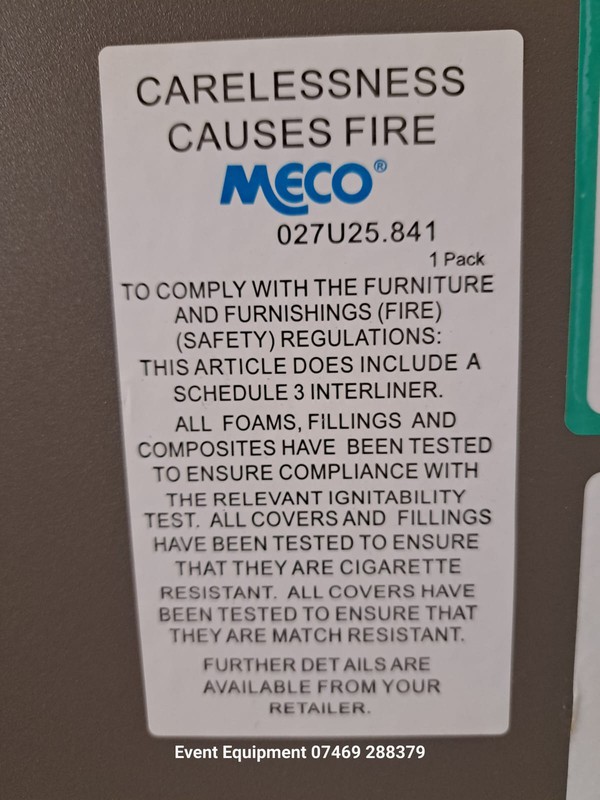 CARELESSNESS
CAUSES FIRE
MECO®
027U25.841
1 Pack
TO COMPLY WITH THE FURNITURE
AND FURNISHINGS (FIRE)
(SAFETY) REGULATIONS:
THIS ARTICLE DOES INCLUDE A
SCHEDULE 3 INTERLINER.
ALL FOAMS, FILLINGS AND
COMPOSITES HAVE BEEN TESTED
TO ENSURE COMPLIANCE WITH
THE RELEVANT IGNITABILITY
TEST. ALL COVERS AND FILLINGS
HAVE BEEN TESTED TO ENSURE
THAT THEY ARE CIGARETTE
RESISTANT. ALL COVERS HAVE
BEEN TESTED TO ENSURE THAT
THEY ARE MATCH RESISTANT.
FURTHER DET AILS ARE
AVAILABLE FROM YOUR
RETAILER.
Event Equipment 07469 288379